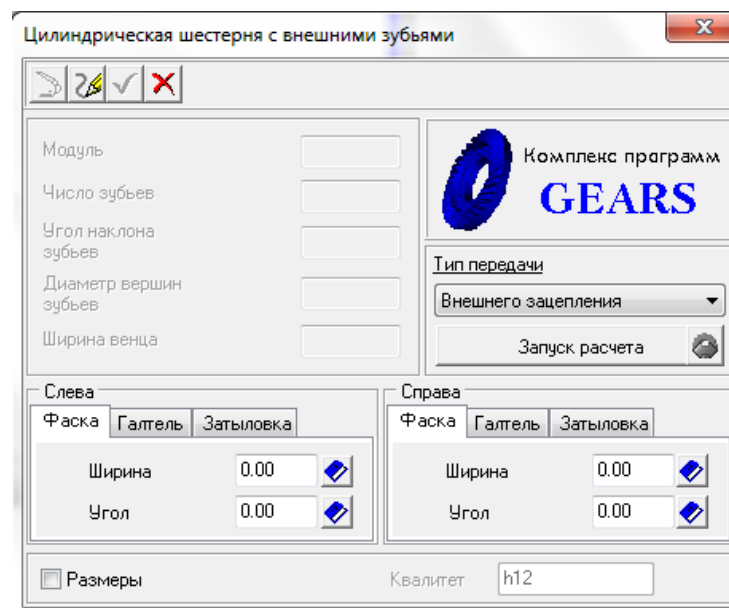 Цилиндрическая шестерня с внешними зубьями
Модуль
Число зубьев
Угол наклона
зубьев
Диаметр вершин
зубьев
Ширина венца
Комплекс программ
GEARS
Тип передачи
Внешнего зацепления
Запуск расчета
Слева
Фаска Галтель Затыловка
Ширина 0.00
Угол 0.00
Справа
Фаска Галтель Затыловка
Ширина 0.00
Угол 0.00
Размеры
Квалитет h12